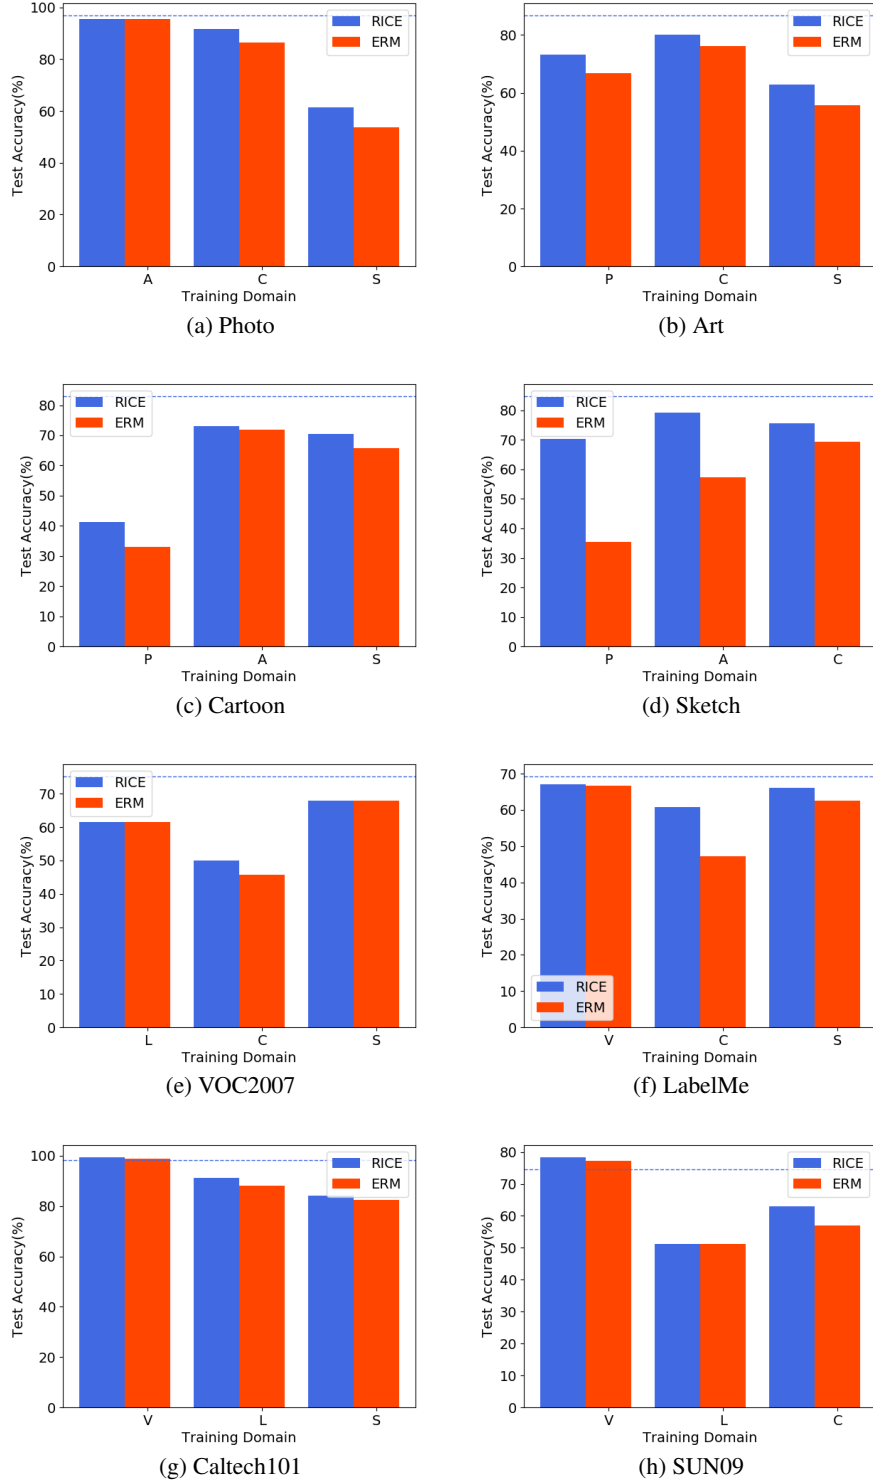 100
80
60
40
20
0
Test Accuracy(%)
RICE
ERM
A C S
Training Domain
(a) Photo
80
60
40
20
0
Test Accuracy(%)
RICE
ERM
P C S
Training Domain
(b) Art
80
70
60
50
40
30
20
10
0
Test Accuracy(%)
RICE
ERM
P A S
Training Domain
(c) Cartoon
80
70
60
50
40
30
20
10
0
Test Accuracy(%)
RICE
ERM
P A C
Training Domain
(d) Sketch
70
60
50
40
30
20
10
0
Test Accuracy(%)
RICE
ERM
L C S
Training Domain
(e) VOC2007
70
60
50
40
30
20
10
0
Test Accuracy(%)
RICE
ERM
V C S
Training Domain
(f) LabelMe
100
80
60
40
20
0
Test Accuracy(%)
RICE
ERM
V L S
Training Domain
(g) Caltech101
80
70
60
50
40
30
20
10
0
Test Accuracy(%)
RICE
ERM
V L C
Training Domain
(h) SUN09